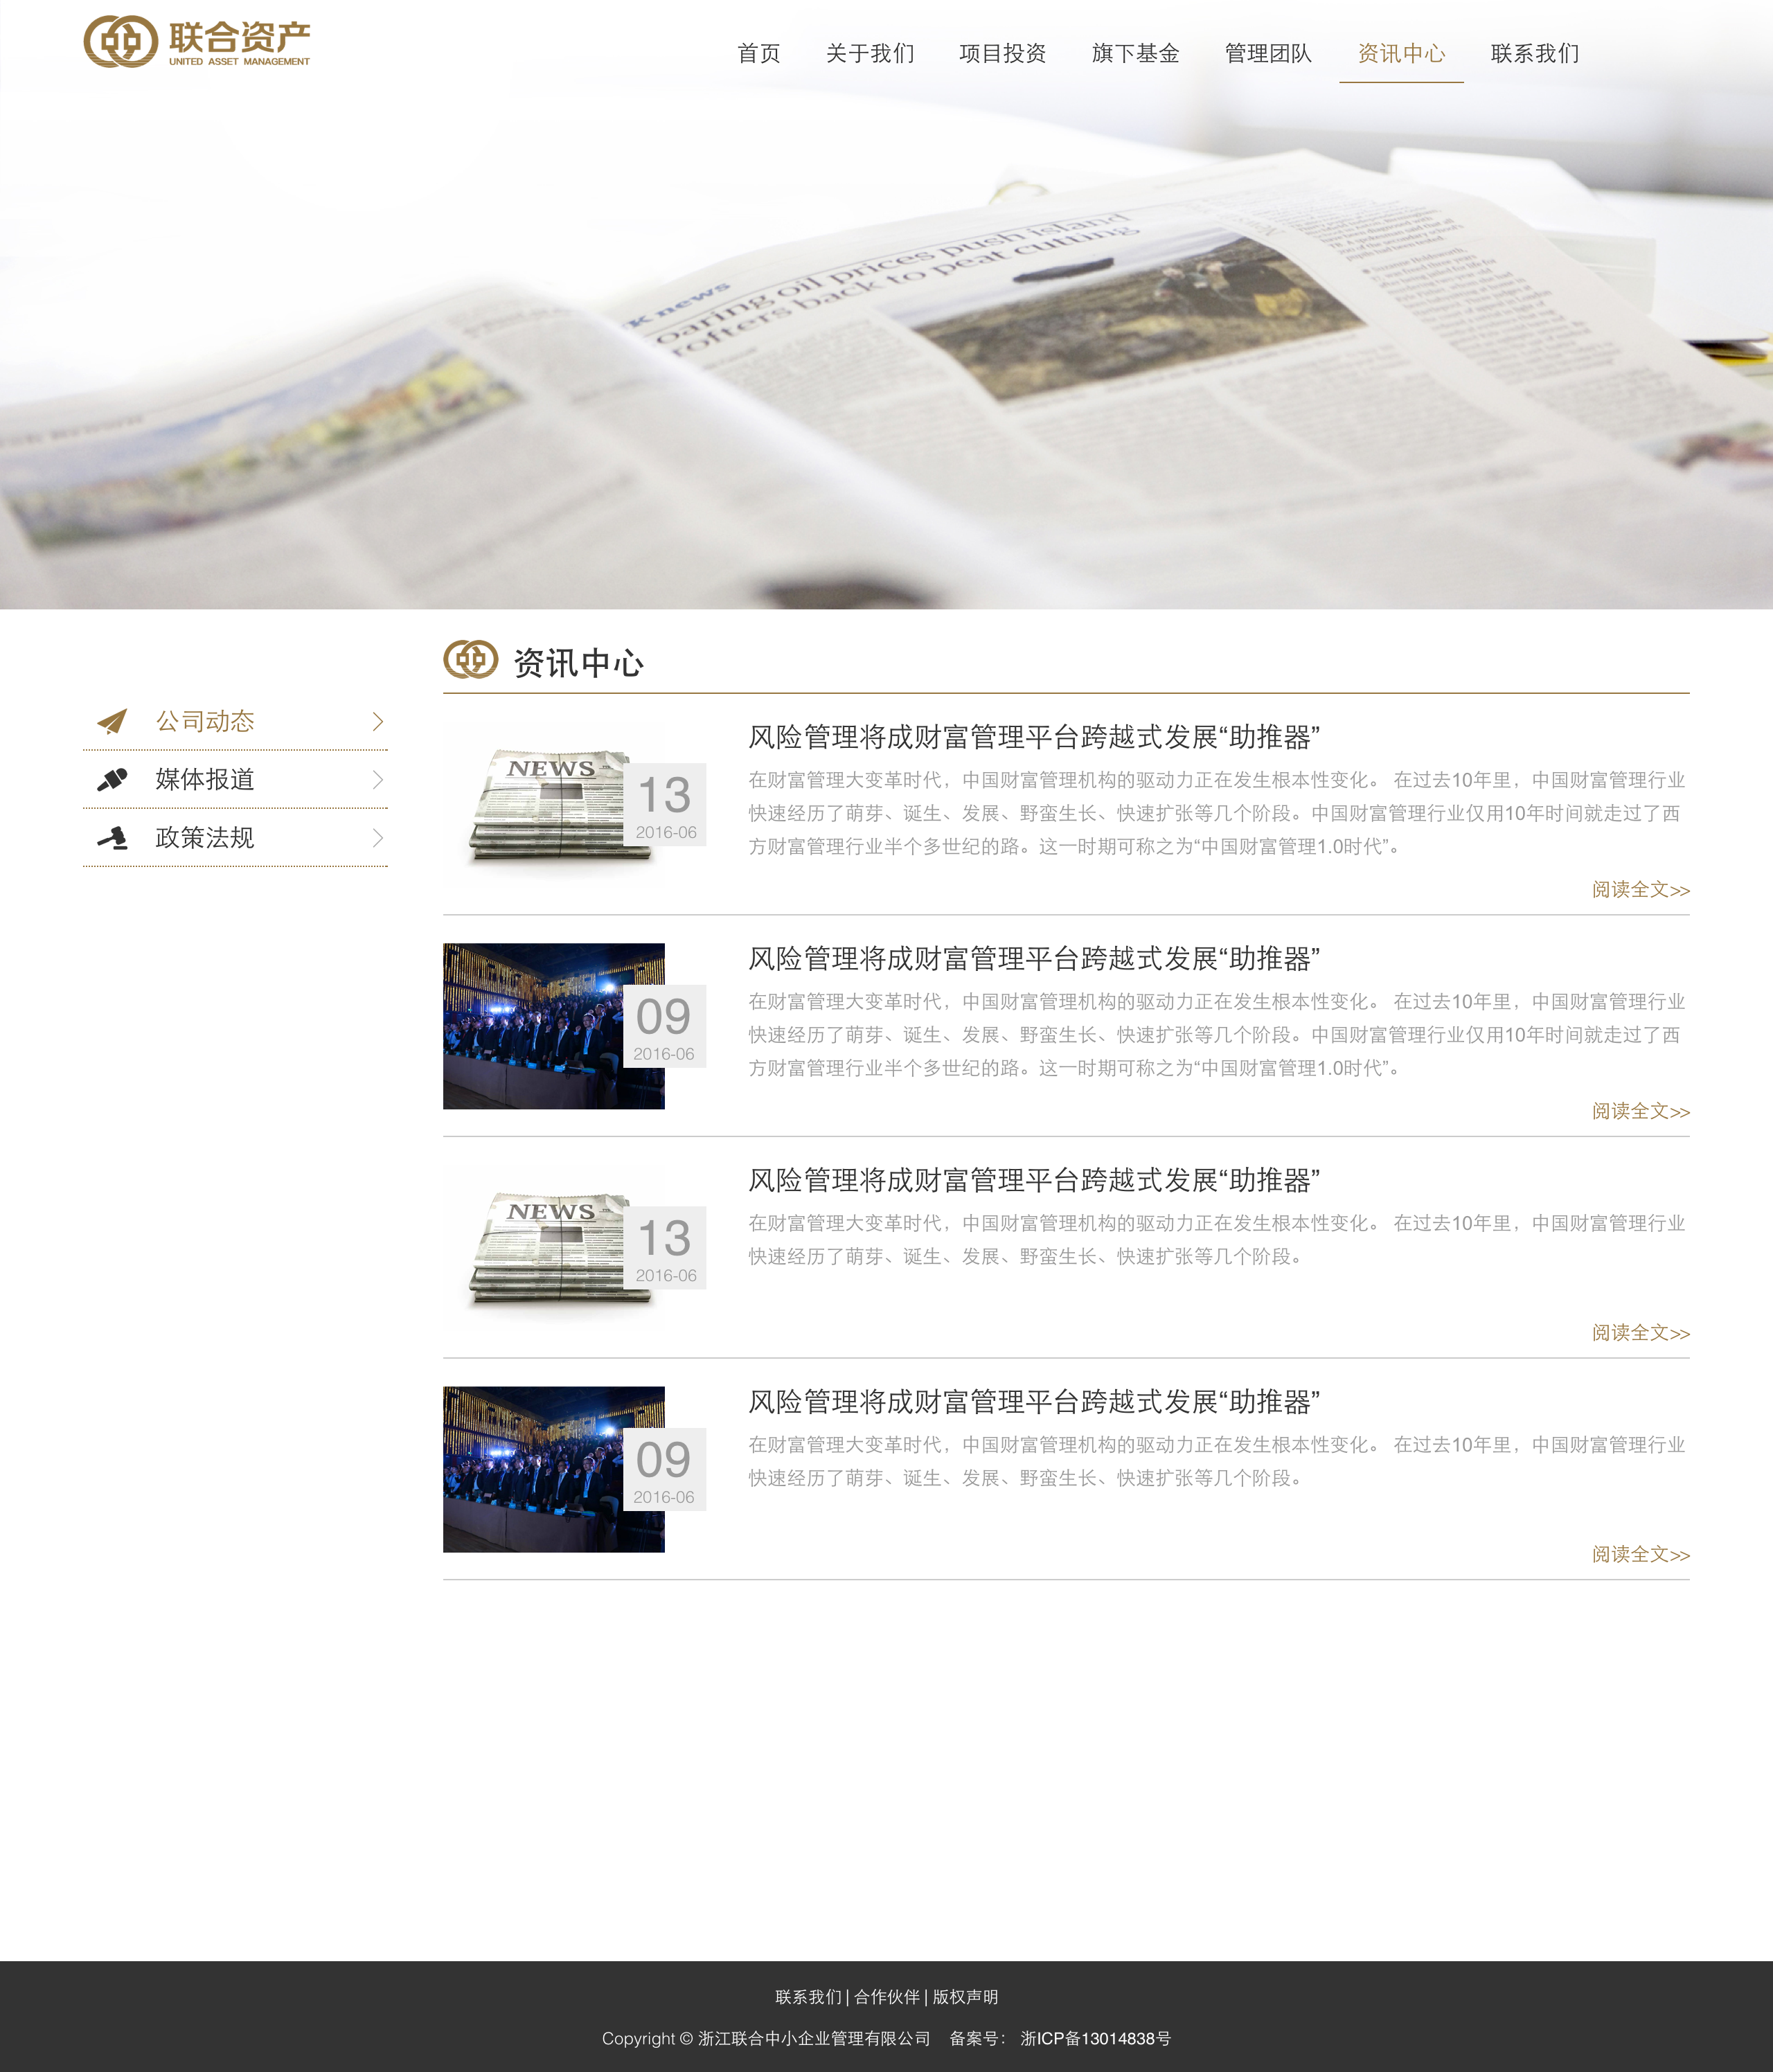 联合资产
UNITED ASSET MANAGEMENT
首页 关于我们 项目投资 旗下基金 管理团队 资讯中心 联系我们
K news
oaring oil prices push island
rofters back to peat cutting
资讯中心
公司动态
媒体报道
政策法规
NEWS
13
2016-06
风险管理将成财富管理平台跨越式发展“助推器”
在财富管理大变革时代，中国财富管理机构的驱动力正在发生根本性变化。 在过去10年里，中国财富管理行业
快速经历了萌芽、诞生、发展、野蛮生长、快速扩张等几个阶段。中国财富管理行业仅用10年时间就走过了西
方财富管理行业半个多世纪的路。这一时期可称之为“中国财富管理1.0时代”。
阅读全文>>
09
2016-06
风险管理将成财富管理平台跨越式发展“助推器”
在财富管理大变革时代，中国财富管理机构的驱动力正在发生根本性变化。 在过去10年里，中国财富管理行业
快速经历了萌芽、诞生、发展、野蛮生长、快速扩张等几个阶段。中国财富管理行业仅用10年时间就走过了西
方财富管理行业半个多世纪的路。这一时期可称之为“中国财富管理1.0时代”。
阅读全文>>
NEWS
13
2016-06
风险管理将成财富管理平台跨越式发展“助推器”
在财富管理大变革时代，中国财富管理机构的驱动力正在发生根本性变化。 在过去10年里，中国财富管理行业
快速经历了萌芽、诞生、发展、野蛮生长、快速扩张等几个阶段。
阅读全文>>
09
2016-06
风险管理将成财富管理平台跨越式发展“助推器”
在财富管理大变革时代，中国财富管理机构的驱动力正在发生根本性变化。 在过去10年里，中国财富管理行业
快速经历了萌芽、诞生、发展、野蛮生长、快速扩张等几个阶段。
阅读全文>>
联系我们 | 合作伙伴 | 版权声明
Copyright © 浙江联合中小企业管理有限公司 备案号： 浙ICP备13014838号